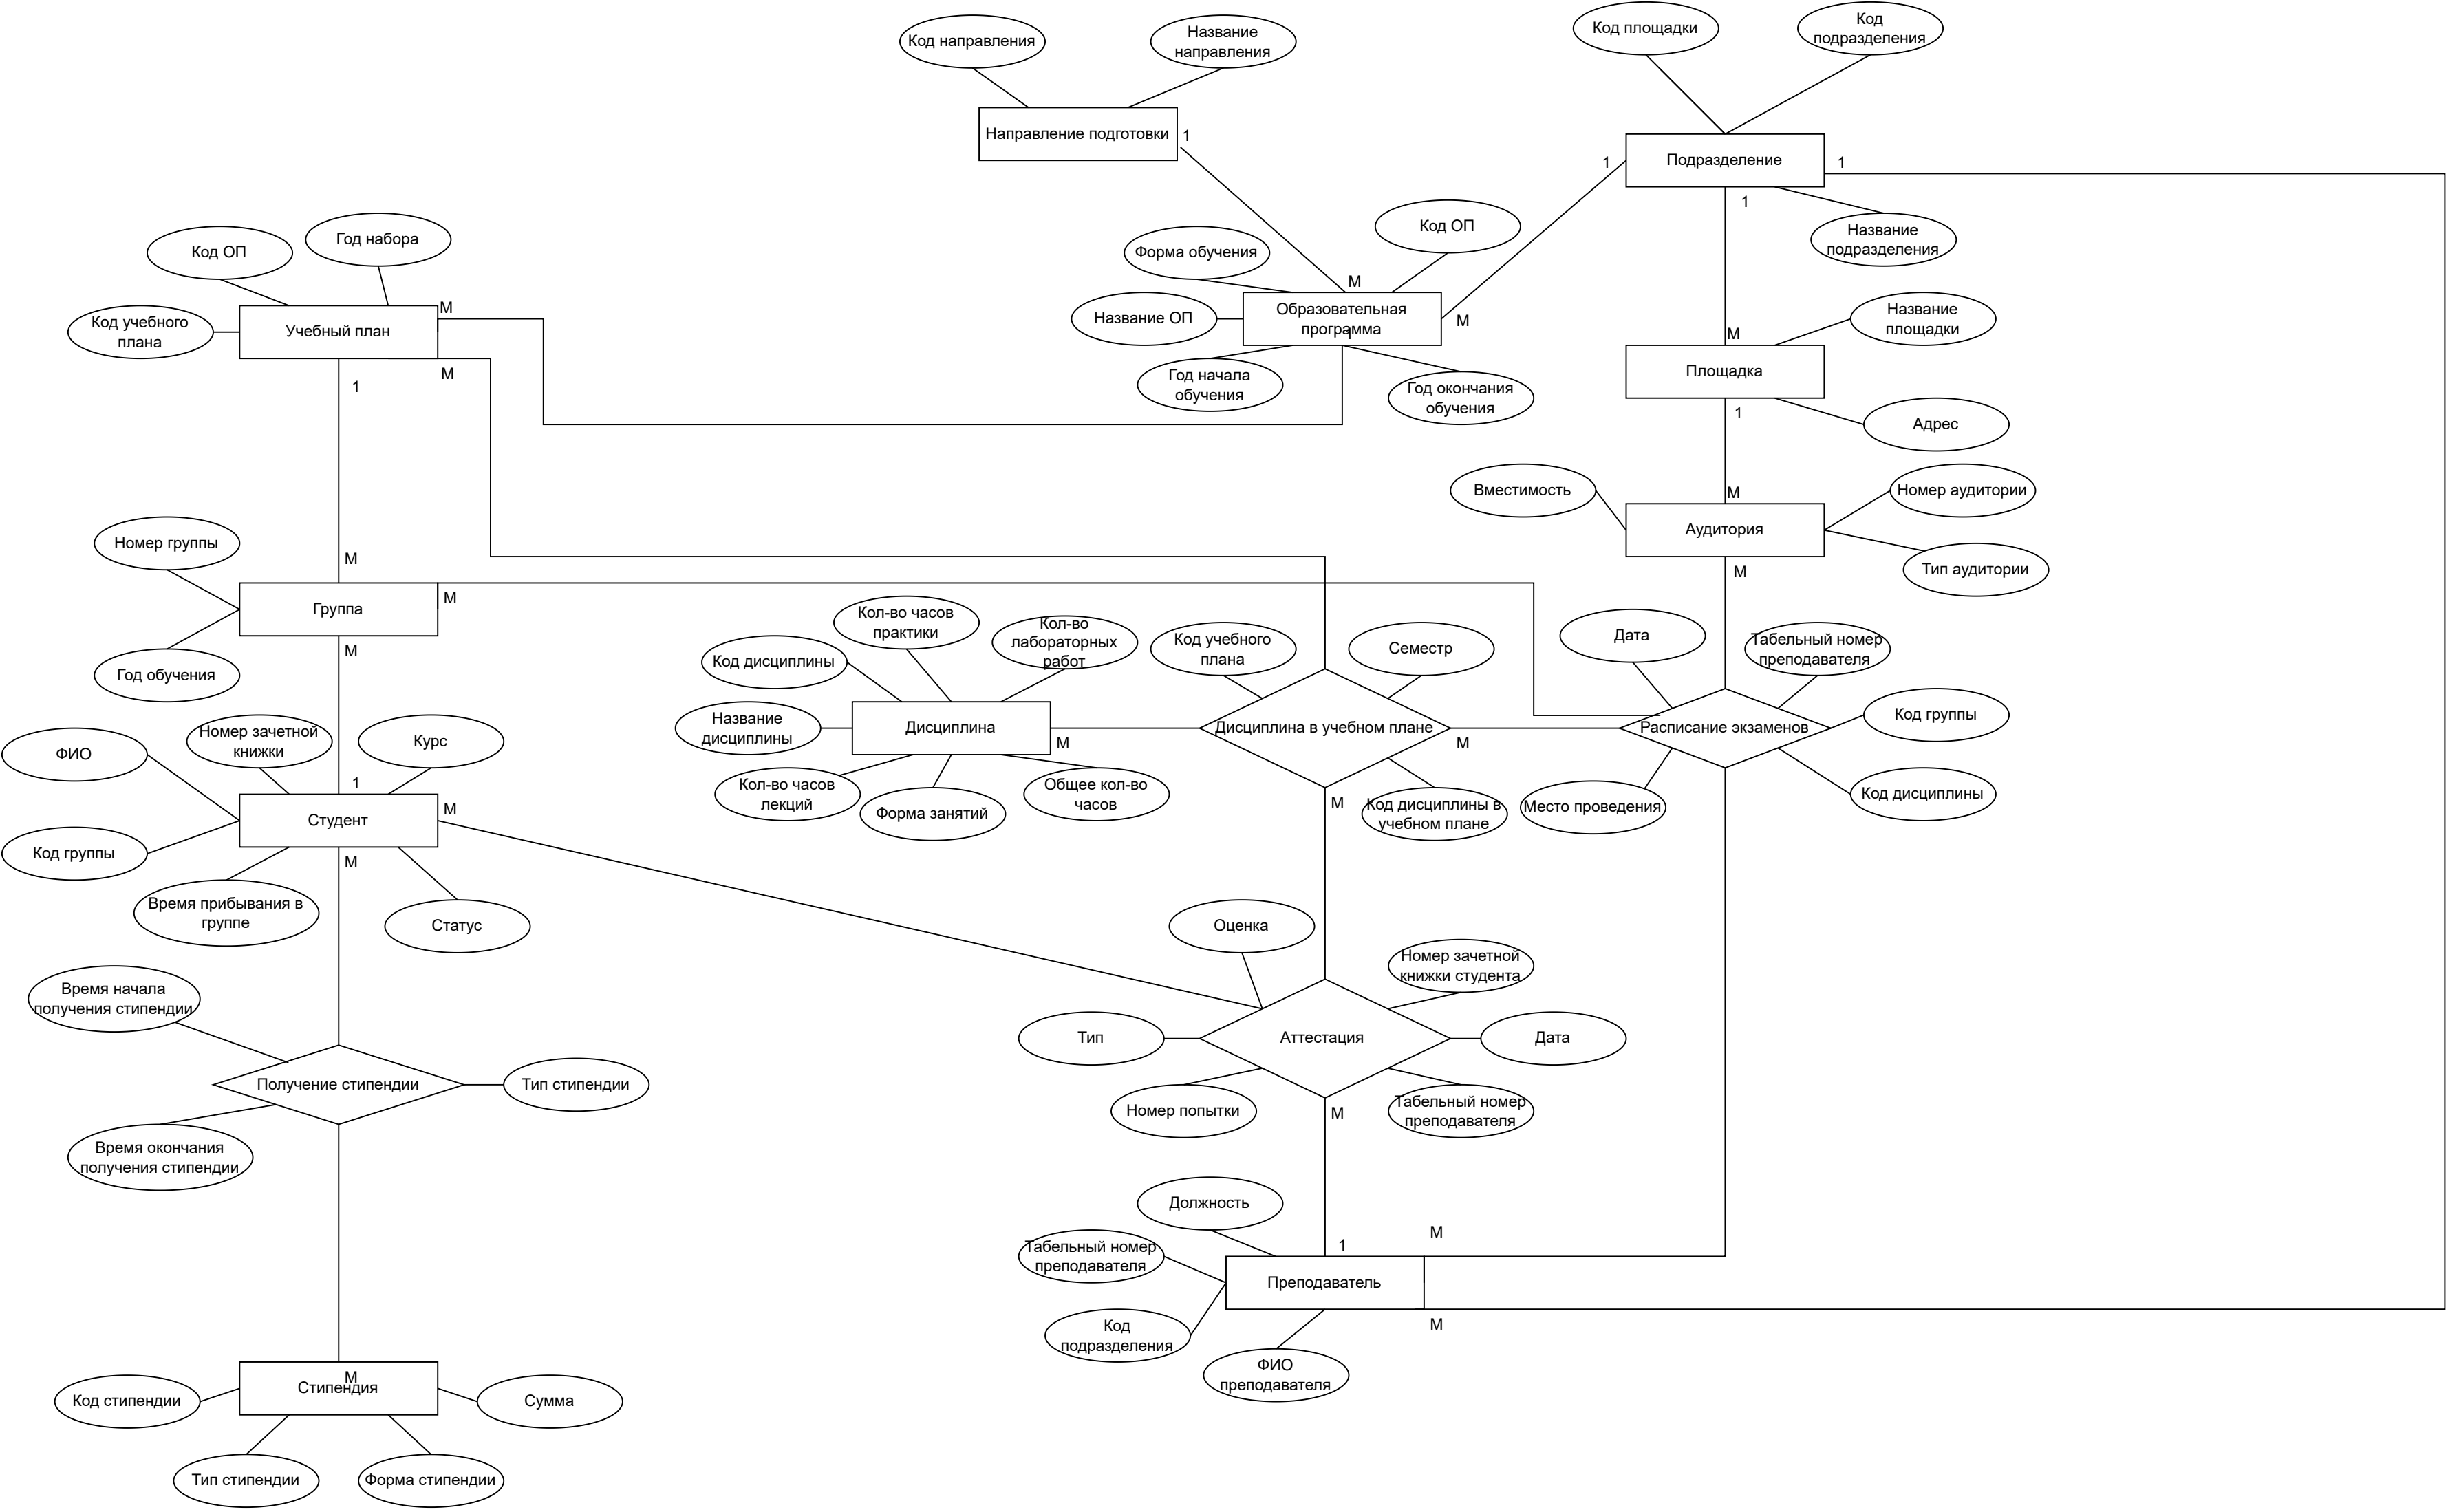 Код направления
Название
направления
Код площадки
Код
подразделения
Направление подготовки
1
Подразделение
1
1
1
Код ОП
Год набора
Форма обучения
Код ОП
Название
подразделения
Код учебного
плана
Учебный план
М
М
1
Название ОП
Образовательная
программа
1
М
М
Год начала
обучения
Год окончания
обучения
Название
площадки
М
Площадка
1
Адрес
Вместимость
М
Аудитория
М
Номер аудитории
Тип аудитории
Номер группы
М
Группа
М
М
Год обучения
Кол-во часов
практики
Кол-во
лабораторных
работ
Код дисциплины
Название
дисциплины
Дисциплина
М
Кол-во часов
лекций
Форма занятий
Общее кол-во
часов
Код учебного
плана
Семестр
Дисциплина в учебном плане
М
М
Код дисциплины в
учебном плане
Дата
Табельный номер
преподавателя
Расписание экзаменов
Код группы
Место проведения
Код дисциплины
ФИО
Номер зачетной
книжки
Курс
1
Студент
М
М
Код группы
Время прибывания в
группе
Статус
Время начала
получения стипендии
Получение стипендии
Тип стипендии
Время окончания
получения стипендии
Оценка
Номер зачетной
книжки студента
Тип
Аттестация
Дата
Номер попытки
М
Табельный номер
преподавателя
Должность
1
М
Табельный номер
преподавателя
Преподаватель
М
Код
подразделения
ФИО
преподавателя
М
Стипендия
Код стипендии
Сумма
Тип стипендии
Форма стипендии